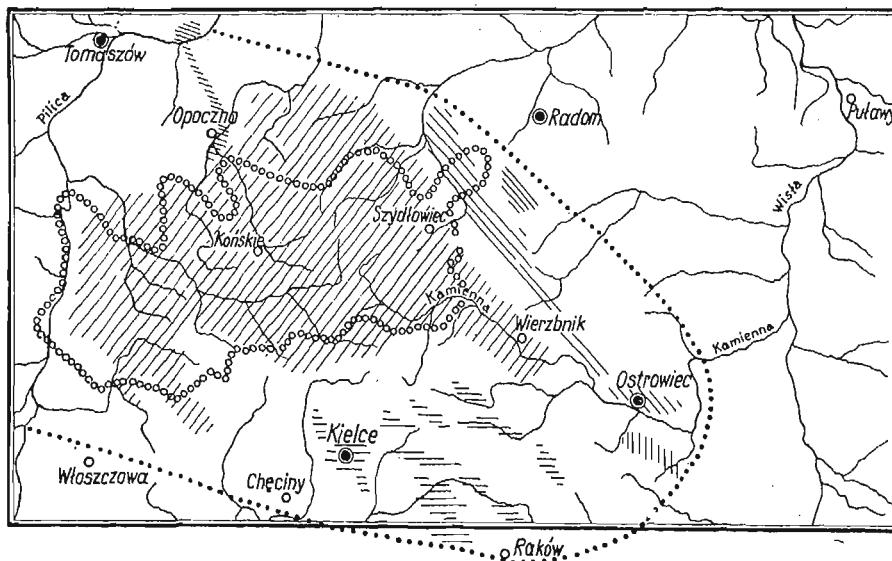 Tomaszów
Pilica
Opoczno
Radom
Puławy
Wisła
Szydłowiec
Końskie
Kamienna
Wierzbnik
Kamienna
Ostrowiec
Kielce
Włoszczowa
Chęciny
Raków